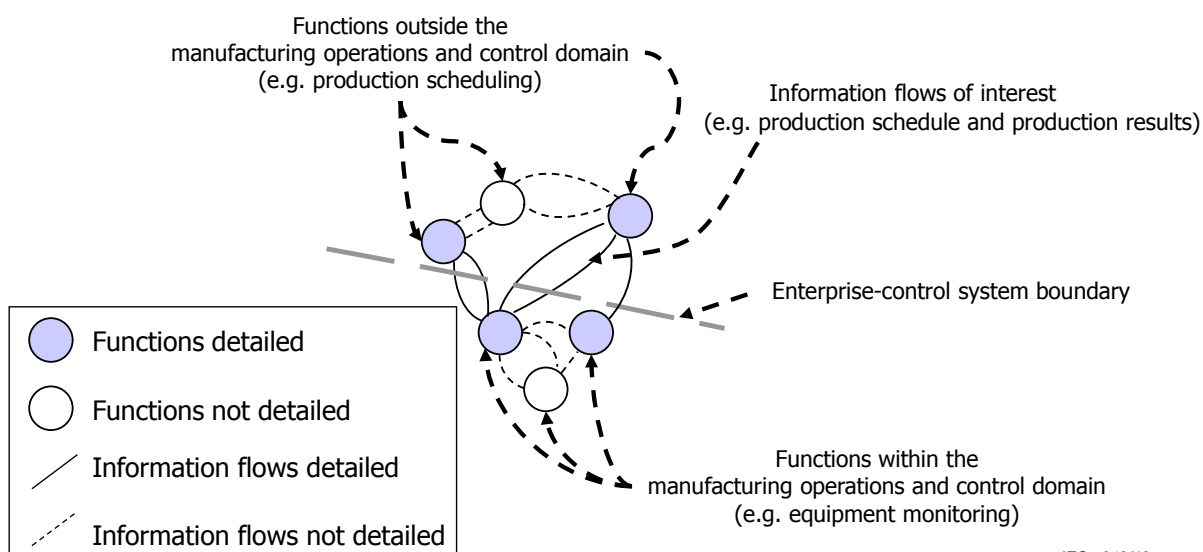 Functions outside the
manufacturing operations and control domain
(e.g. production scheduling)
Information flows of interest
(e.g. production schedule and production results)
Enterprise-control system boundary
Functions detailed
Functions not detailed
Information flows detailed
Information flows not detailed
Functions within the
manufacturing operations and control domain
(e.g. equipment monitoring)